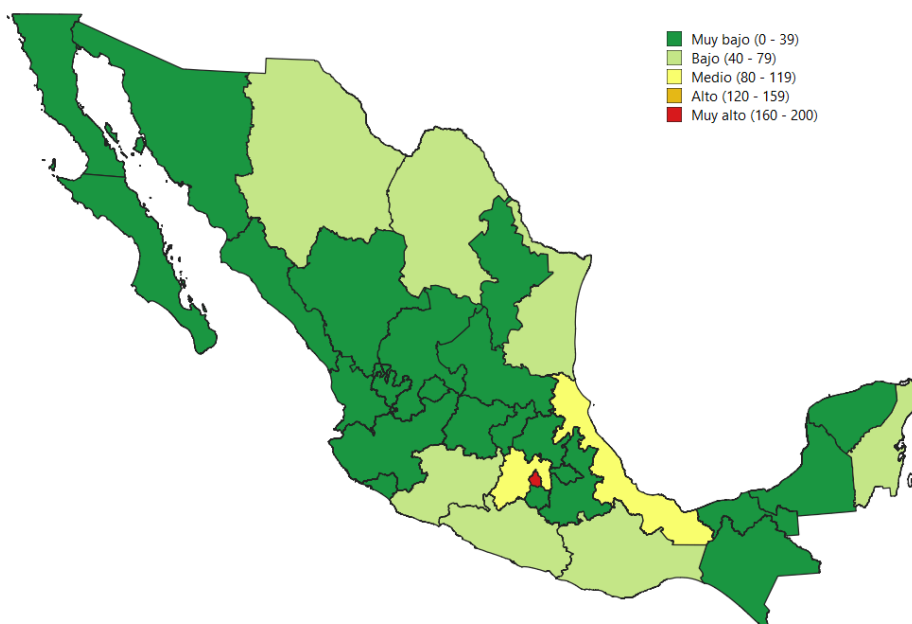 Muy bajo (0 - 39)
Bajo (40 - 79)
Medio (80 - 119)
Alto (120 - 159)
Muy alto (160 - 200)